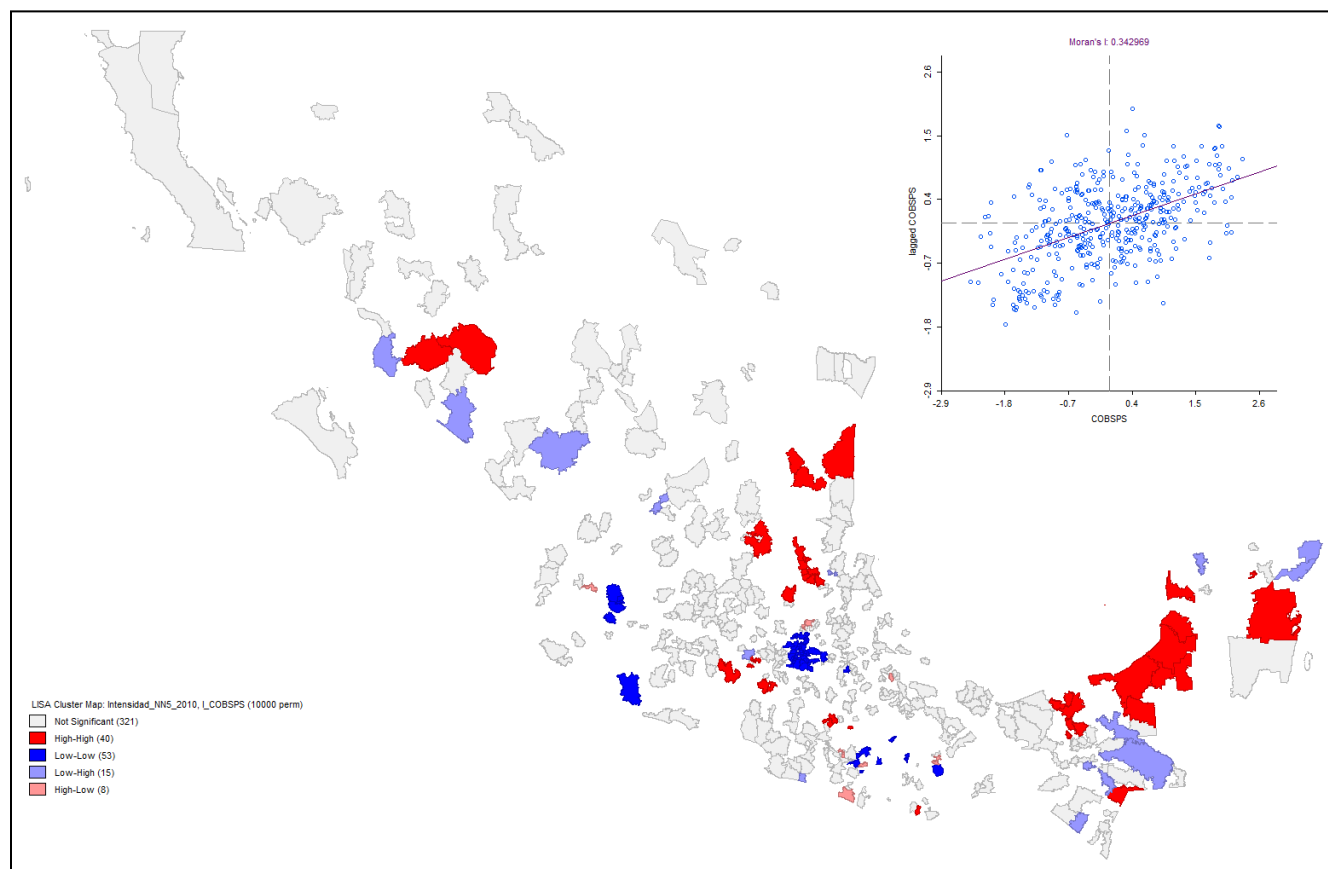 Moran's I: 0.342969
2.6
1.5
0.4
-0.7
-1.8
-2.9
lagged COBSPS
-2.9 -1.8 -0.7 0.4 1.5 2.6
COBSPS
LISA Cluster Map: Intensidad_NN5_2010, I_COBSPS (10000 perm)
Not Significant (321)
High-High (40)
Low-Low (53)
Low-High (15)
High-Low (8)